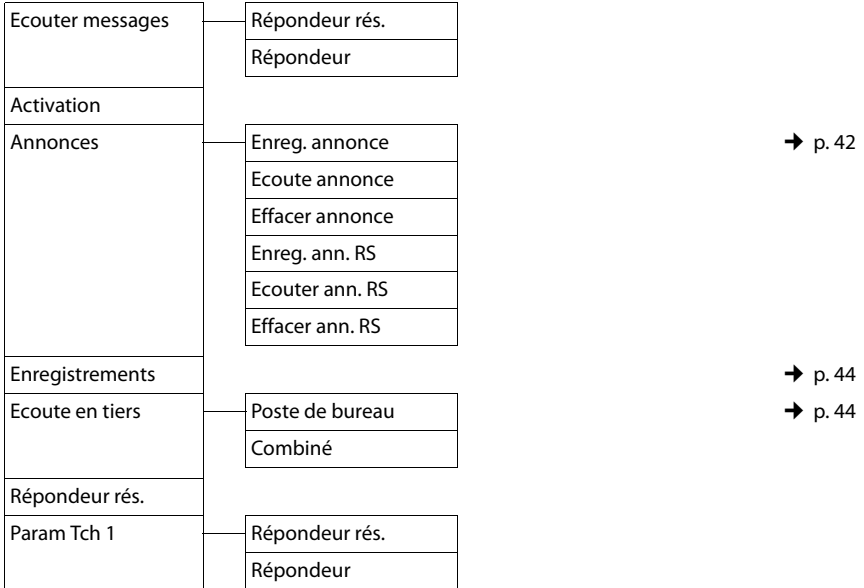 Ecouter messages Répondeur rés.
Répondeur
Activation
Annonces Enreg. annonce ➔ p. 42
Ecoute annonce
Effacer annonce
Enreg. ann. RS
Ecouter ann. RS
Effacer ann. RS
Enregistrements ➔ p. 44
Ecoute en tiers Poste de bureau ➔ p. 44
Combiné
Répondeur rés.
Param Tch 1 Répondeur rés.
Répondeur